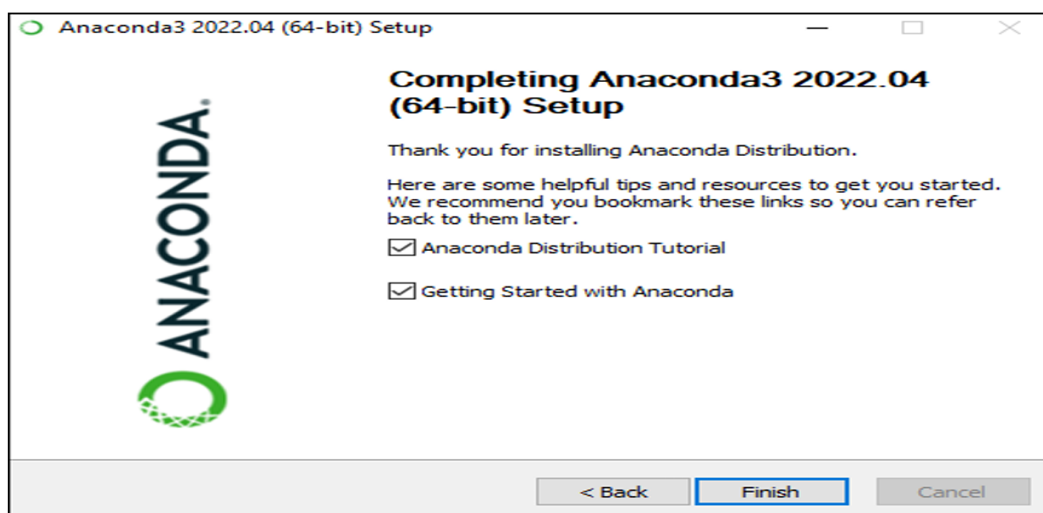 Anaconda3 2022.04 (64-bit) Setup
Completing Anaconda3 2022.04
(64-bit) Setup
Thank you for installing Anaconda Distribution.
Here are some helpful tips and resources to get you started.
We recommend you bookmark these links so you can refer
back to them later.
Anaconda Distribution Tutorial
Getting Started with Anaconda
ANACONDA.
< Back
Finish
Cancel